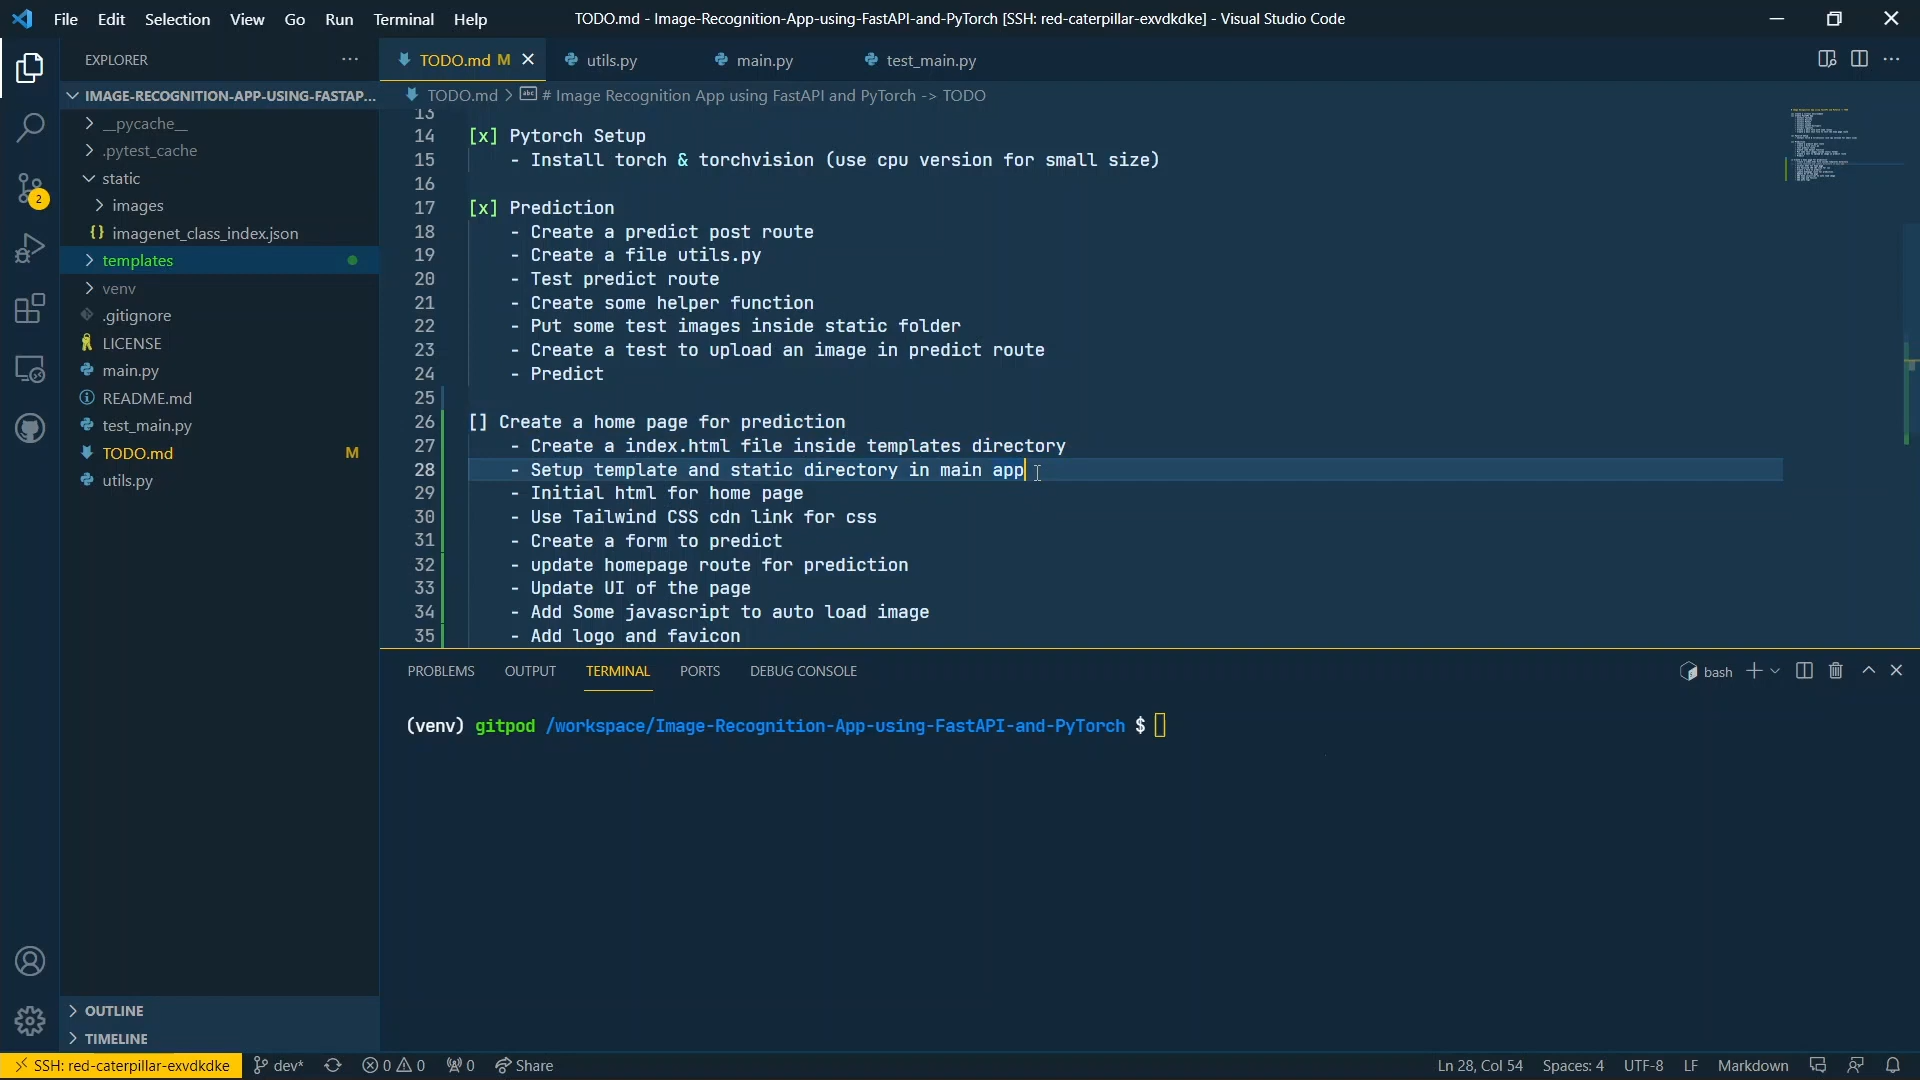 File Edit Selection View Go Run Terminal Help
TODO.md - Image-Recognition-App-using-FastAPI-and-PyTorch [SSH: red-caterpillar-exvdkdke] - Visual Studio Code
EXPLORER
IMAGE-RECOGNITION-APP-USING-FASTAP...
__pycache__
.pytest_cache
static
images
{} imagenet_class_index.json
templates
venv
.gitignore
LICENSE
main.py
README.md
test_main.py
TODO.md M
utils.py
OUTLINE
TIMELINE
2
TODO.md M utils.py main.py test_main.py
TODO.md > abc # Image Recognition App using FastAPI and PyTorch -> TODO
13
14 [x] Pytorch Setup
15 - Install torch & torchvision (use cpu version for small size)
16
17 [x] Prediction
18 - Create a predict post route
19 - Create a file utils.py
20 - Test predict route
21 - Create some helper function
22 - Put some test images inside static folder
23 - Create a test to upload an image in predict route
24 - Predict
25
26 [] Create a home page for prediction
27 - Create a index.html file inside templates directory
28 - Setup template and static directory in main app
29 - Initial html for home page
30 - Use Tailwind CSS cdn link for css
31 - Create a form to predict
32 - update homepage route for prediction
33 - Update UI of the page
34 - Add Some javascript to auto load image
35 - Add logo and favicon
PROBLEMS OUTPUT TERMINAL PORTS DEBUG CONSOLE
bash
(venv) gitpod /workspace/Image-Recognition-App-using-FastAPI-and-PyTorch $
SSH: red-caterpillar-exvdkdke dev* 0 0 0 Share
Ln 28, Col 54 Spaces: 4 UTF-8 LF Markdown